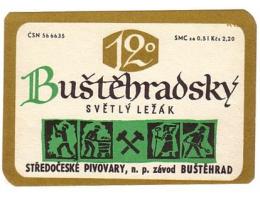 ČSN 56 6635
12°
SMC za 0,5 l Kčs 2,20
Buštěhradský
SVĚTLÝ LEŽÁK
STŘEDOČESKÉ PIVOVARY, n. p. závod BUŠTĚHRAD